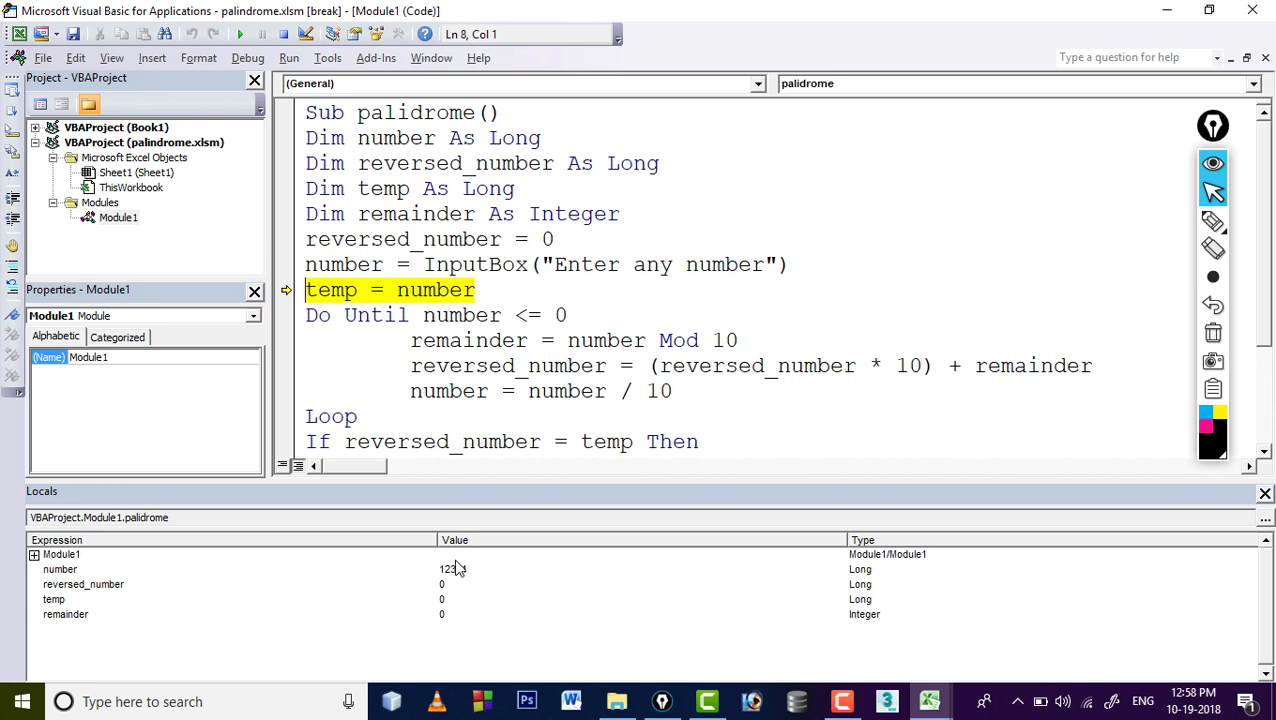 Microsoft Visual Basic for Applications - palindrome.xlsm [break] - [Module1 (Code)]
Ln 8, Col 1
File Edit View Insert Format Debug Run Tools Add-Ins Window Help
Type a question for help
Project - VBAProject
(General)
palidrome
VBAProject (Book1)
VBAProject (palindrome.xlsm)
Microsoft Excel Objects
Sheet1 (Sheet1)
ThisWorkbook
Modules
Module1
Properties - Module1
Module1 Module
Alphabetic Categorized
(Name) Module1
Sub palidrome()
Dim number As Long
Dim reversed_number As Long
Dim temp As Long
Dim remainder As Integer
reversed_number = 0
number = InputBox("Enter any number")
temp = number
Do Until number <= 0
remainder = number Mod 10
reversed_number = (reversed_number * 10) + remainder
number = number / 10
Loop
If reversed_number = temp Then
Locals
VBAProject.Module1.palidrome
Expression Value Type
Module1 Module1/Module1
number Long
reversed_number 0 Long
temp 0 Long
remainder 0 Integer
Type here to search
Ps
W
3
ENG
12:58 PM
10-19-2018
1